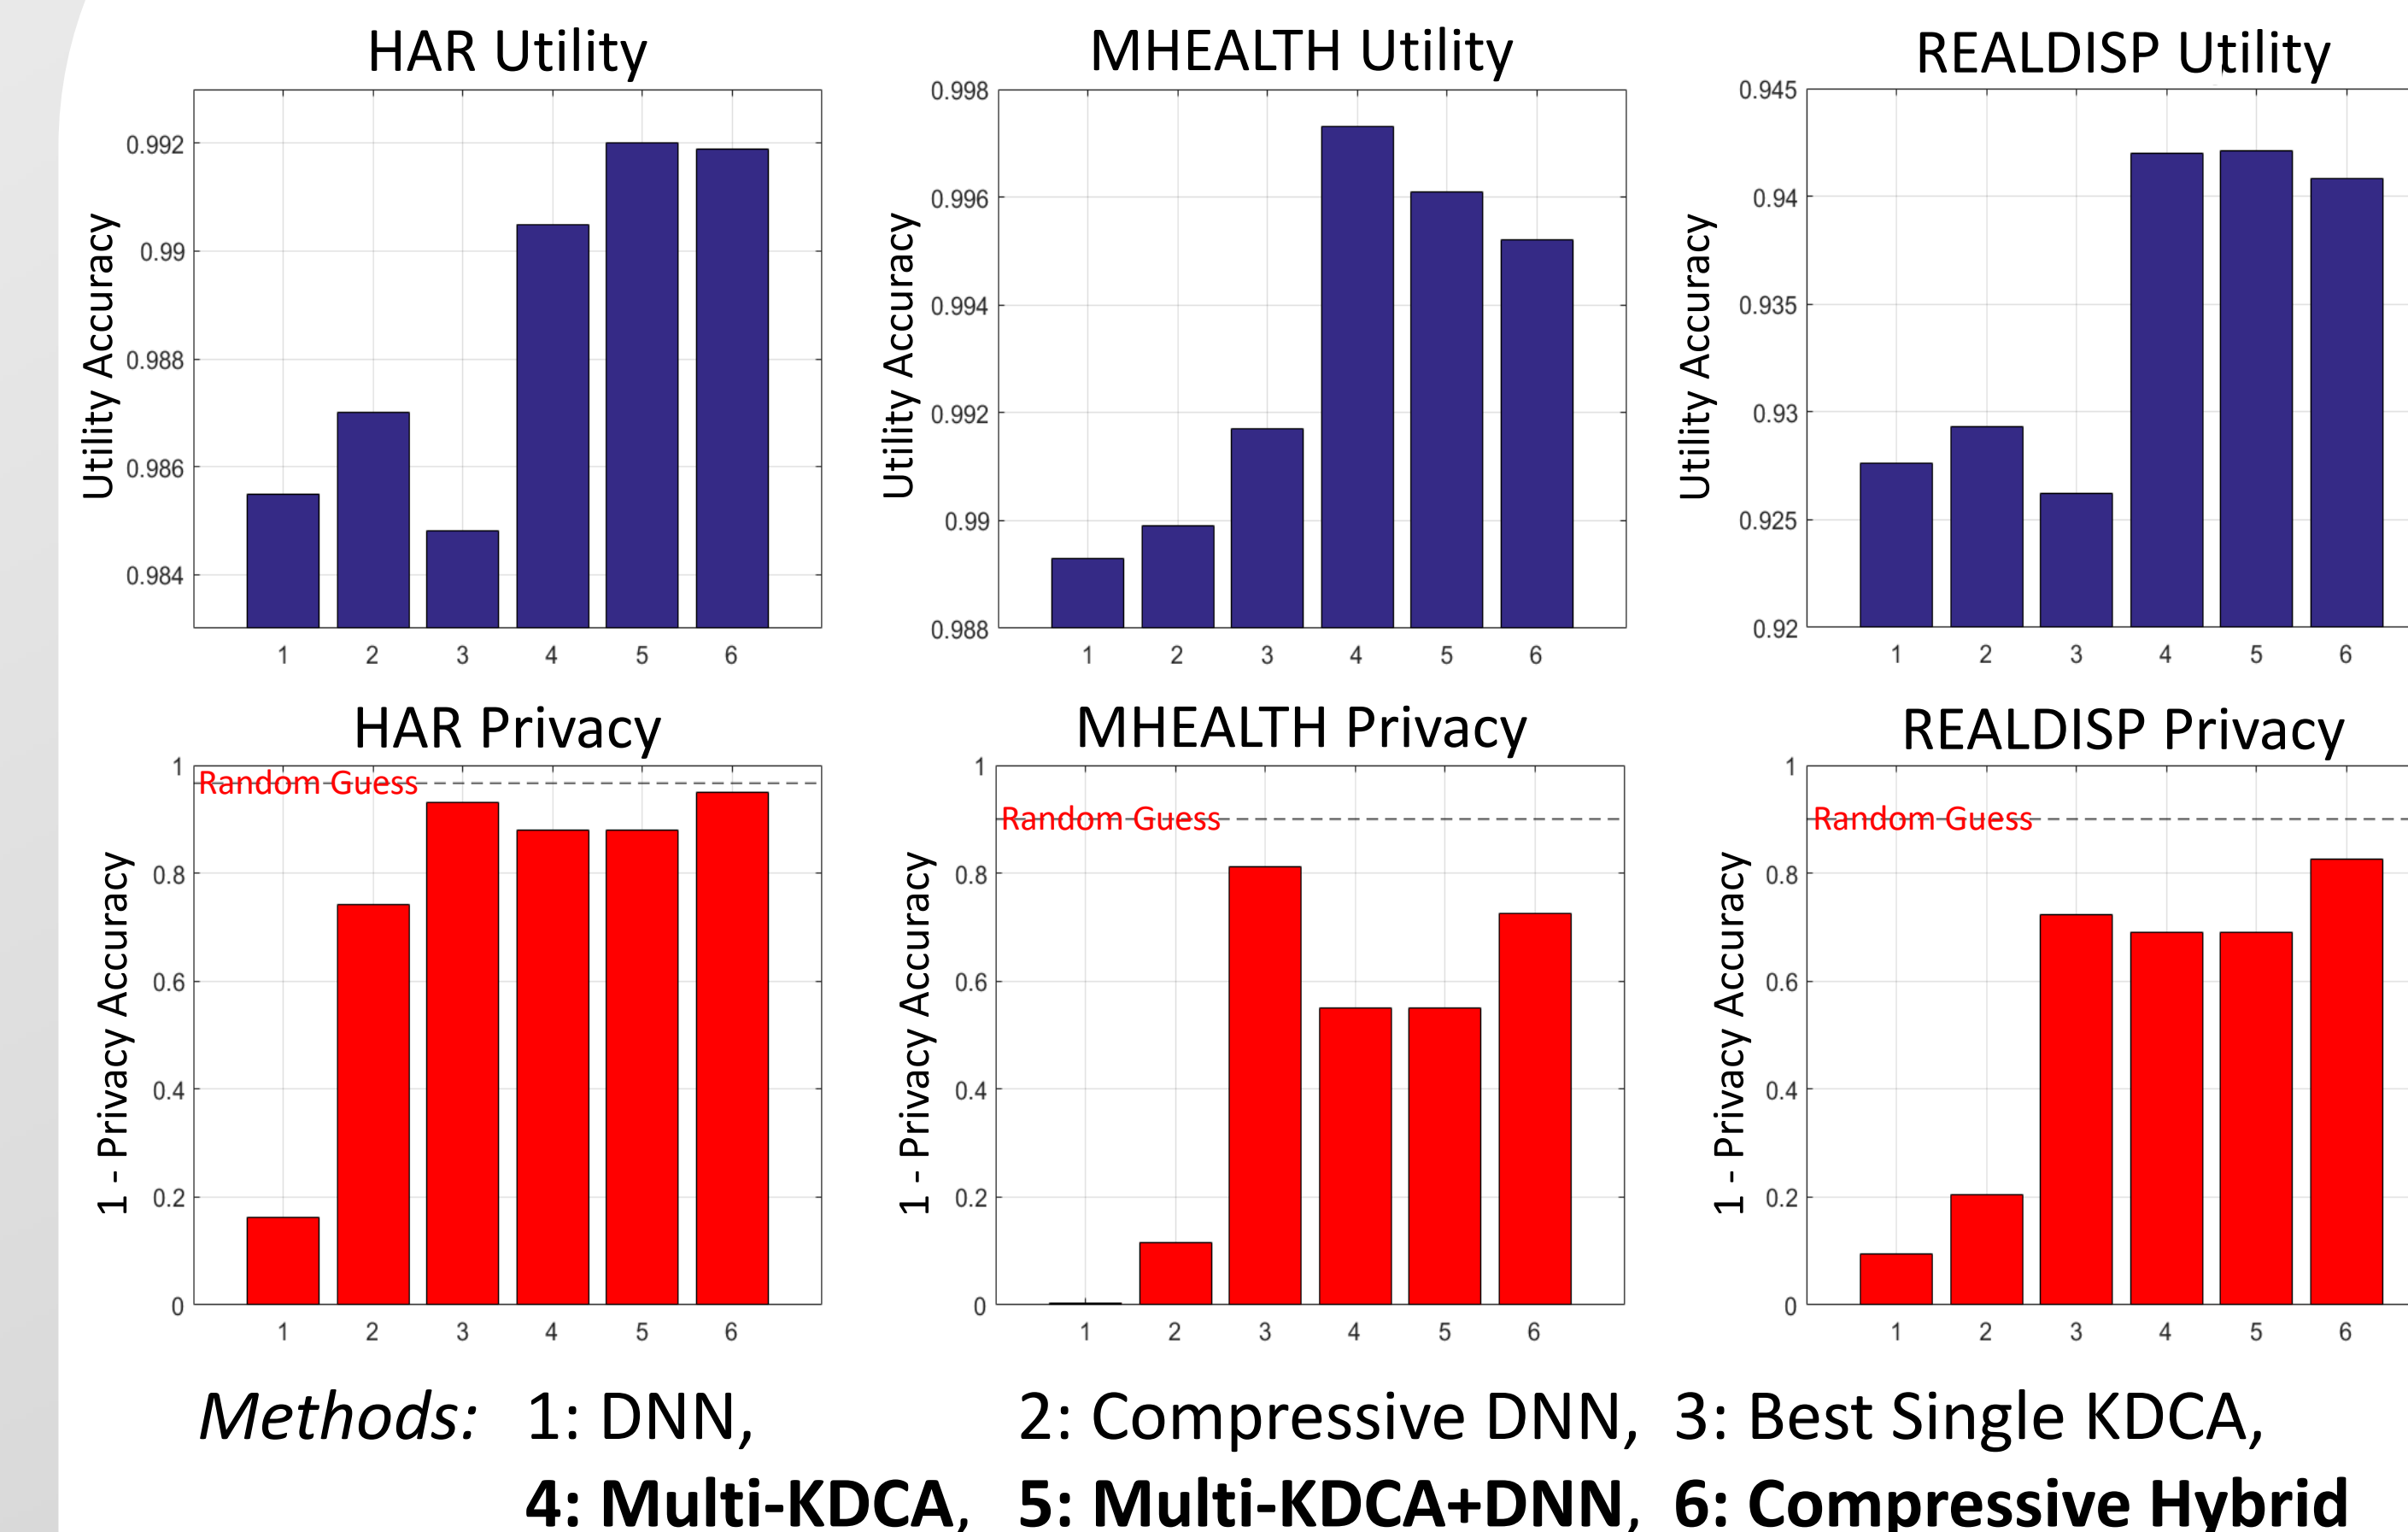 HAR Utility
Utility Accuracy
0.992
0.99
0.988
0.986
0.984
1 2 3 4 5 6
MHEALTH Utility
Utility Accuracy
0.998
0.996
0.994
0.992
0.99
0.988
1 2 3 4 5 6
REALDISP Utility
Utility Accuracy
0.945
0.94
0.935
0.93
0.925
0.92
1 2 3 4 5 6
HAR Privacy
1 - Privacy Accuracy
1
Random Guess
0.8
0.6
0.4
0.2
0
1 2 3 4 5 6
MHEALTH Privacy
1 - Privacy Accuracy
1
Random Guess
0.8
0.6
0.4
0.2
0
1 2 3 4 5 6
REALDISP Privacy
1 - Privacy Accuracy
1
Random Guess
0.8
0.6
0.4
0.2
0
1 2 3 4 5 6
Methods: 1: DNN, 2: Compressive DNN, 3: Best Single KDCA,
4: Multi-KDCA, 5: Multi-KDCA+DNN, 6: Compressive Hybrid